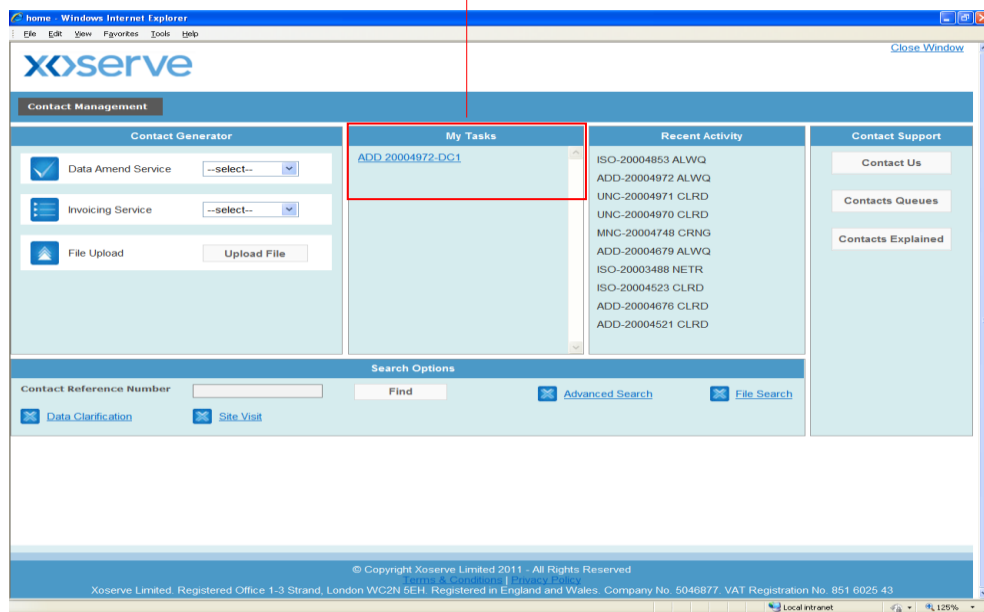 home - Windows Internet Explorer
File Edit View Favorites Tools Help
Close Window
xoserve
Contact Management
Contact Generator
Data Amend Service
--select--
Invoicing Service
--select--
File Upload
Upload File
My Tasks
ADD 20004972-DC1
Recent Activity
ISO-20004853 ALWQ
ADD-20004972 ALWQ
UNC-20004971 CLRD
UNC-20004970 CLRD
MNC-20004748 CRNG
ADD-20004679 ALWQ
ISO-20003488 NETR
ISO-20004523 CLRD
ADD-20004676 CLRD
ADD-20004521 CLRD
Contact Support
Contact Us
Contacts Queues
Contacts Explained
Search Options
Contact Reference Number
Find
Advanced Search
File Search
Data Clarification
Site Visit
© Copyright Xoserve Limited 2011 - All Rights Reserved
Terms & Conditions | Privacy Policy
Xoserve Limited. Registered Office 1-3 Strand, London WC2N 5EH. Registered in England and Wales. Company No. 5046877. VAT Registration No. 851 6025 43
Local intranet
125%